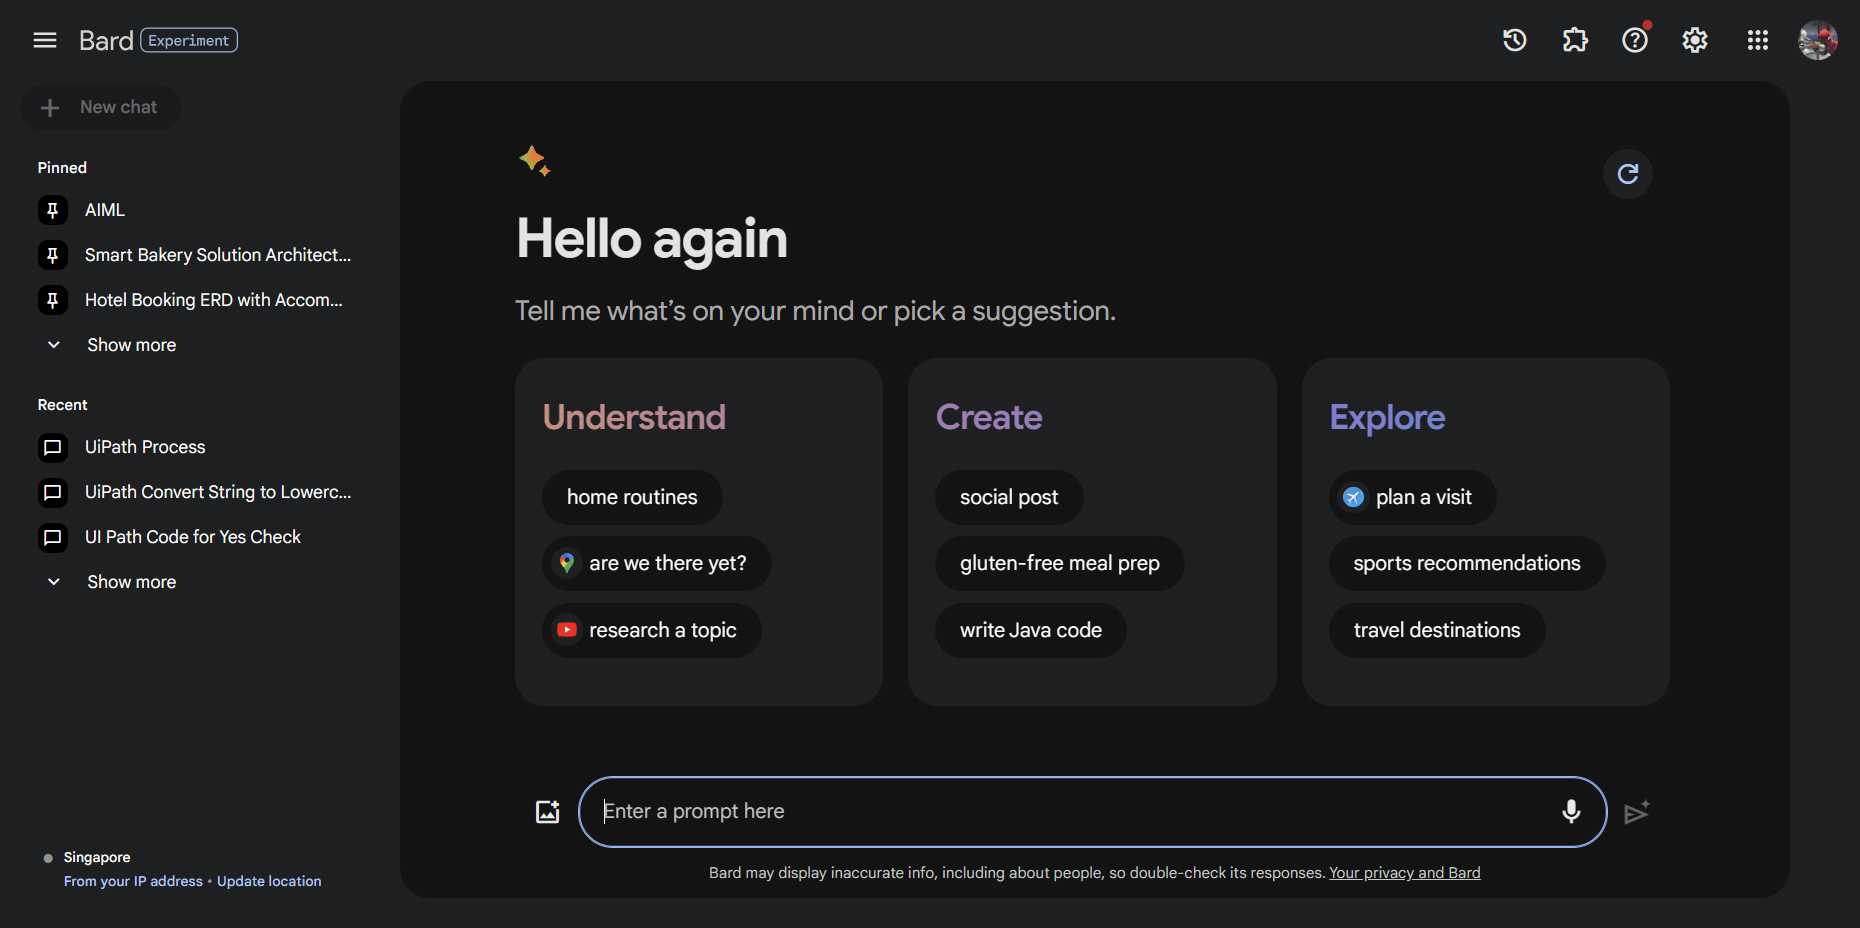 Bard Experiment
New chat
Pinned
AIML
Smart Bakery Solution Architect...
Hotel Booking ERD with Accom...
Show more
Recent
UiPath Process
UiPath Convert String to Lowerc...
UI Path Code for Yes Check
Show more
Singapore
From your IP address • Update location
Hello again
Tell me what’s on your mind or pick a suggestion.
Understand
home routines
are we there yet?
research a topic
Create
social post
gluten-free meal prep
write Java code
Explore
plan a visit
sports recommendations
travel destinations
Enter a prompt here
Bard may display inaccurate info, including about people, so double-check its responses. Your privacy and Bard